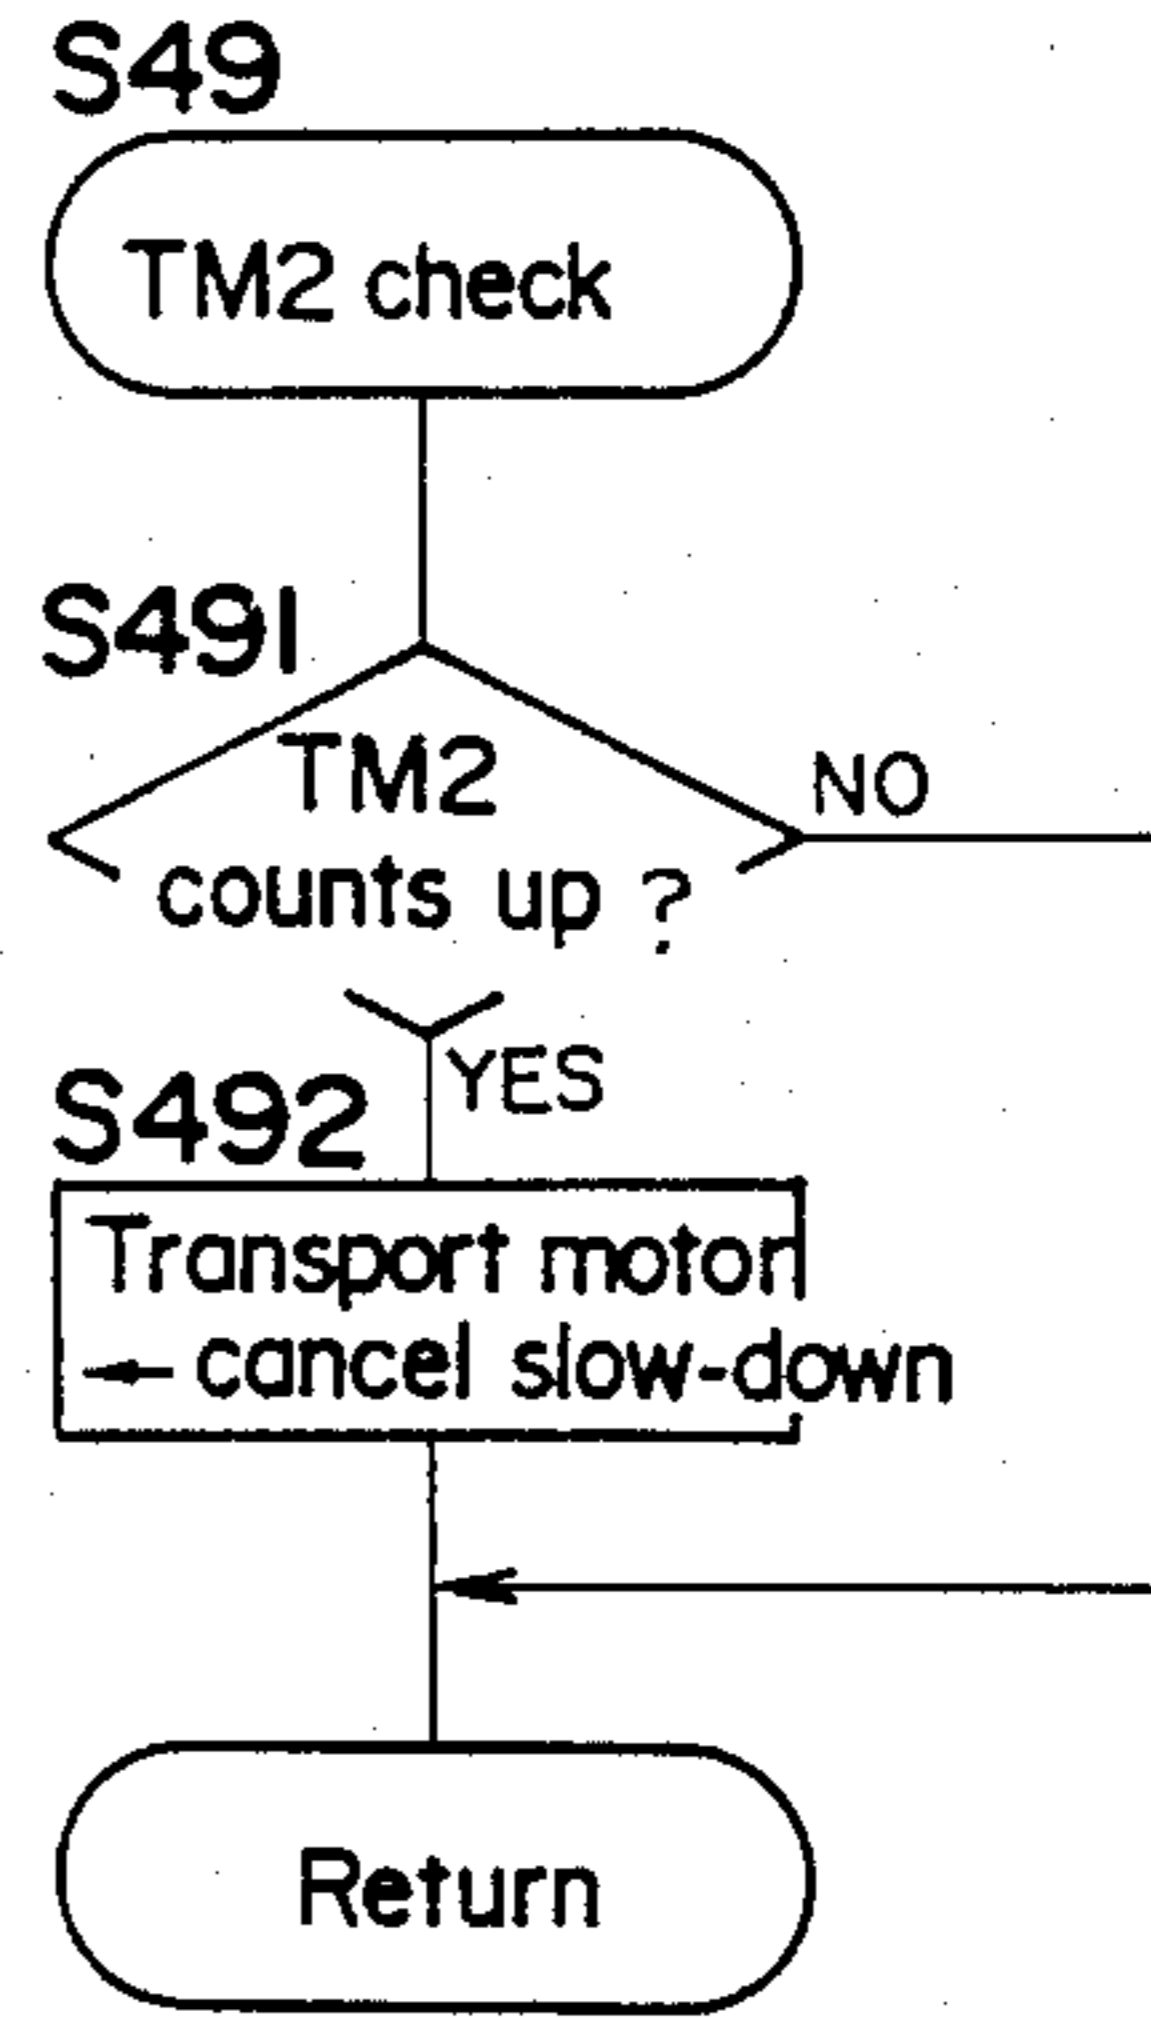 S49
TM2 check
S491
TM2
NO
counts up ?
YES
S492
Transport motor
← cancel slow-down
Return